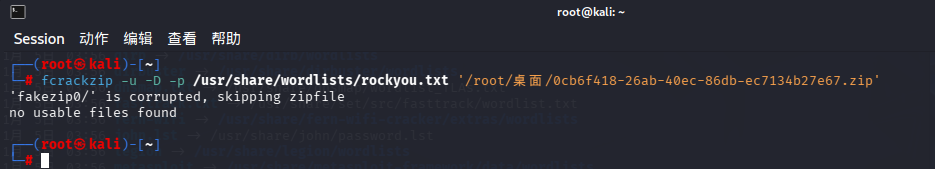 root@kali: ~
Session 动作 编辑 查看 帮助
┌──(root㉿kali)-[~]
└─# fcrackzip -u -D -p /usr/share/wordlists/rockyou.txt '/root/桌面/0cb6f418-26ab-40ec-86db-ec7134b27e67.zip'
'fakezip0/' is corrupted, skipping zipfile
no usable files found
┌──(root㉿kali)-[~]
└─#